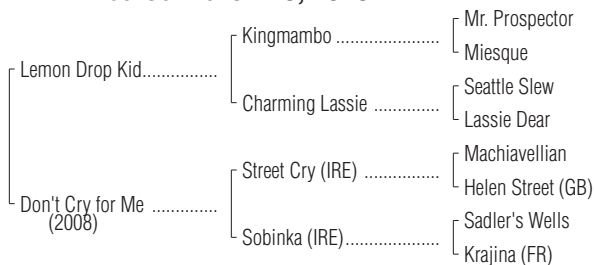 Kingmambo ..................
Mr. Prospector
Miesque
Lemon Drop Kid...............
Charming Lassie ..............
Seattle Slew
Lassie Dear
Street Cry (IRE) ...............
Machiavellian
Helen Street (GB)
Don't Cry for Me .............
(2008)
Sobinka (IRE)...................
Sadler's Wells
Krajina (FR)